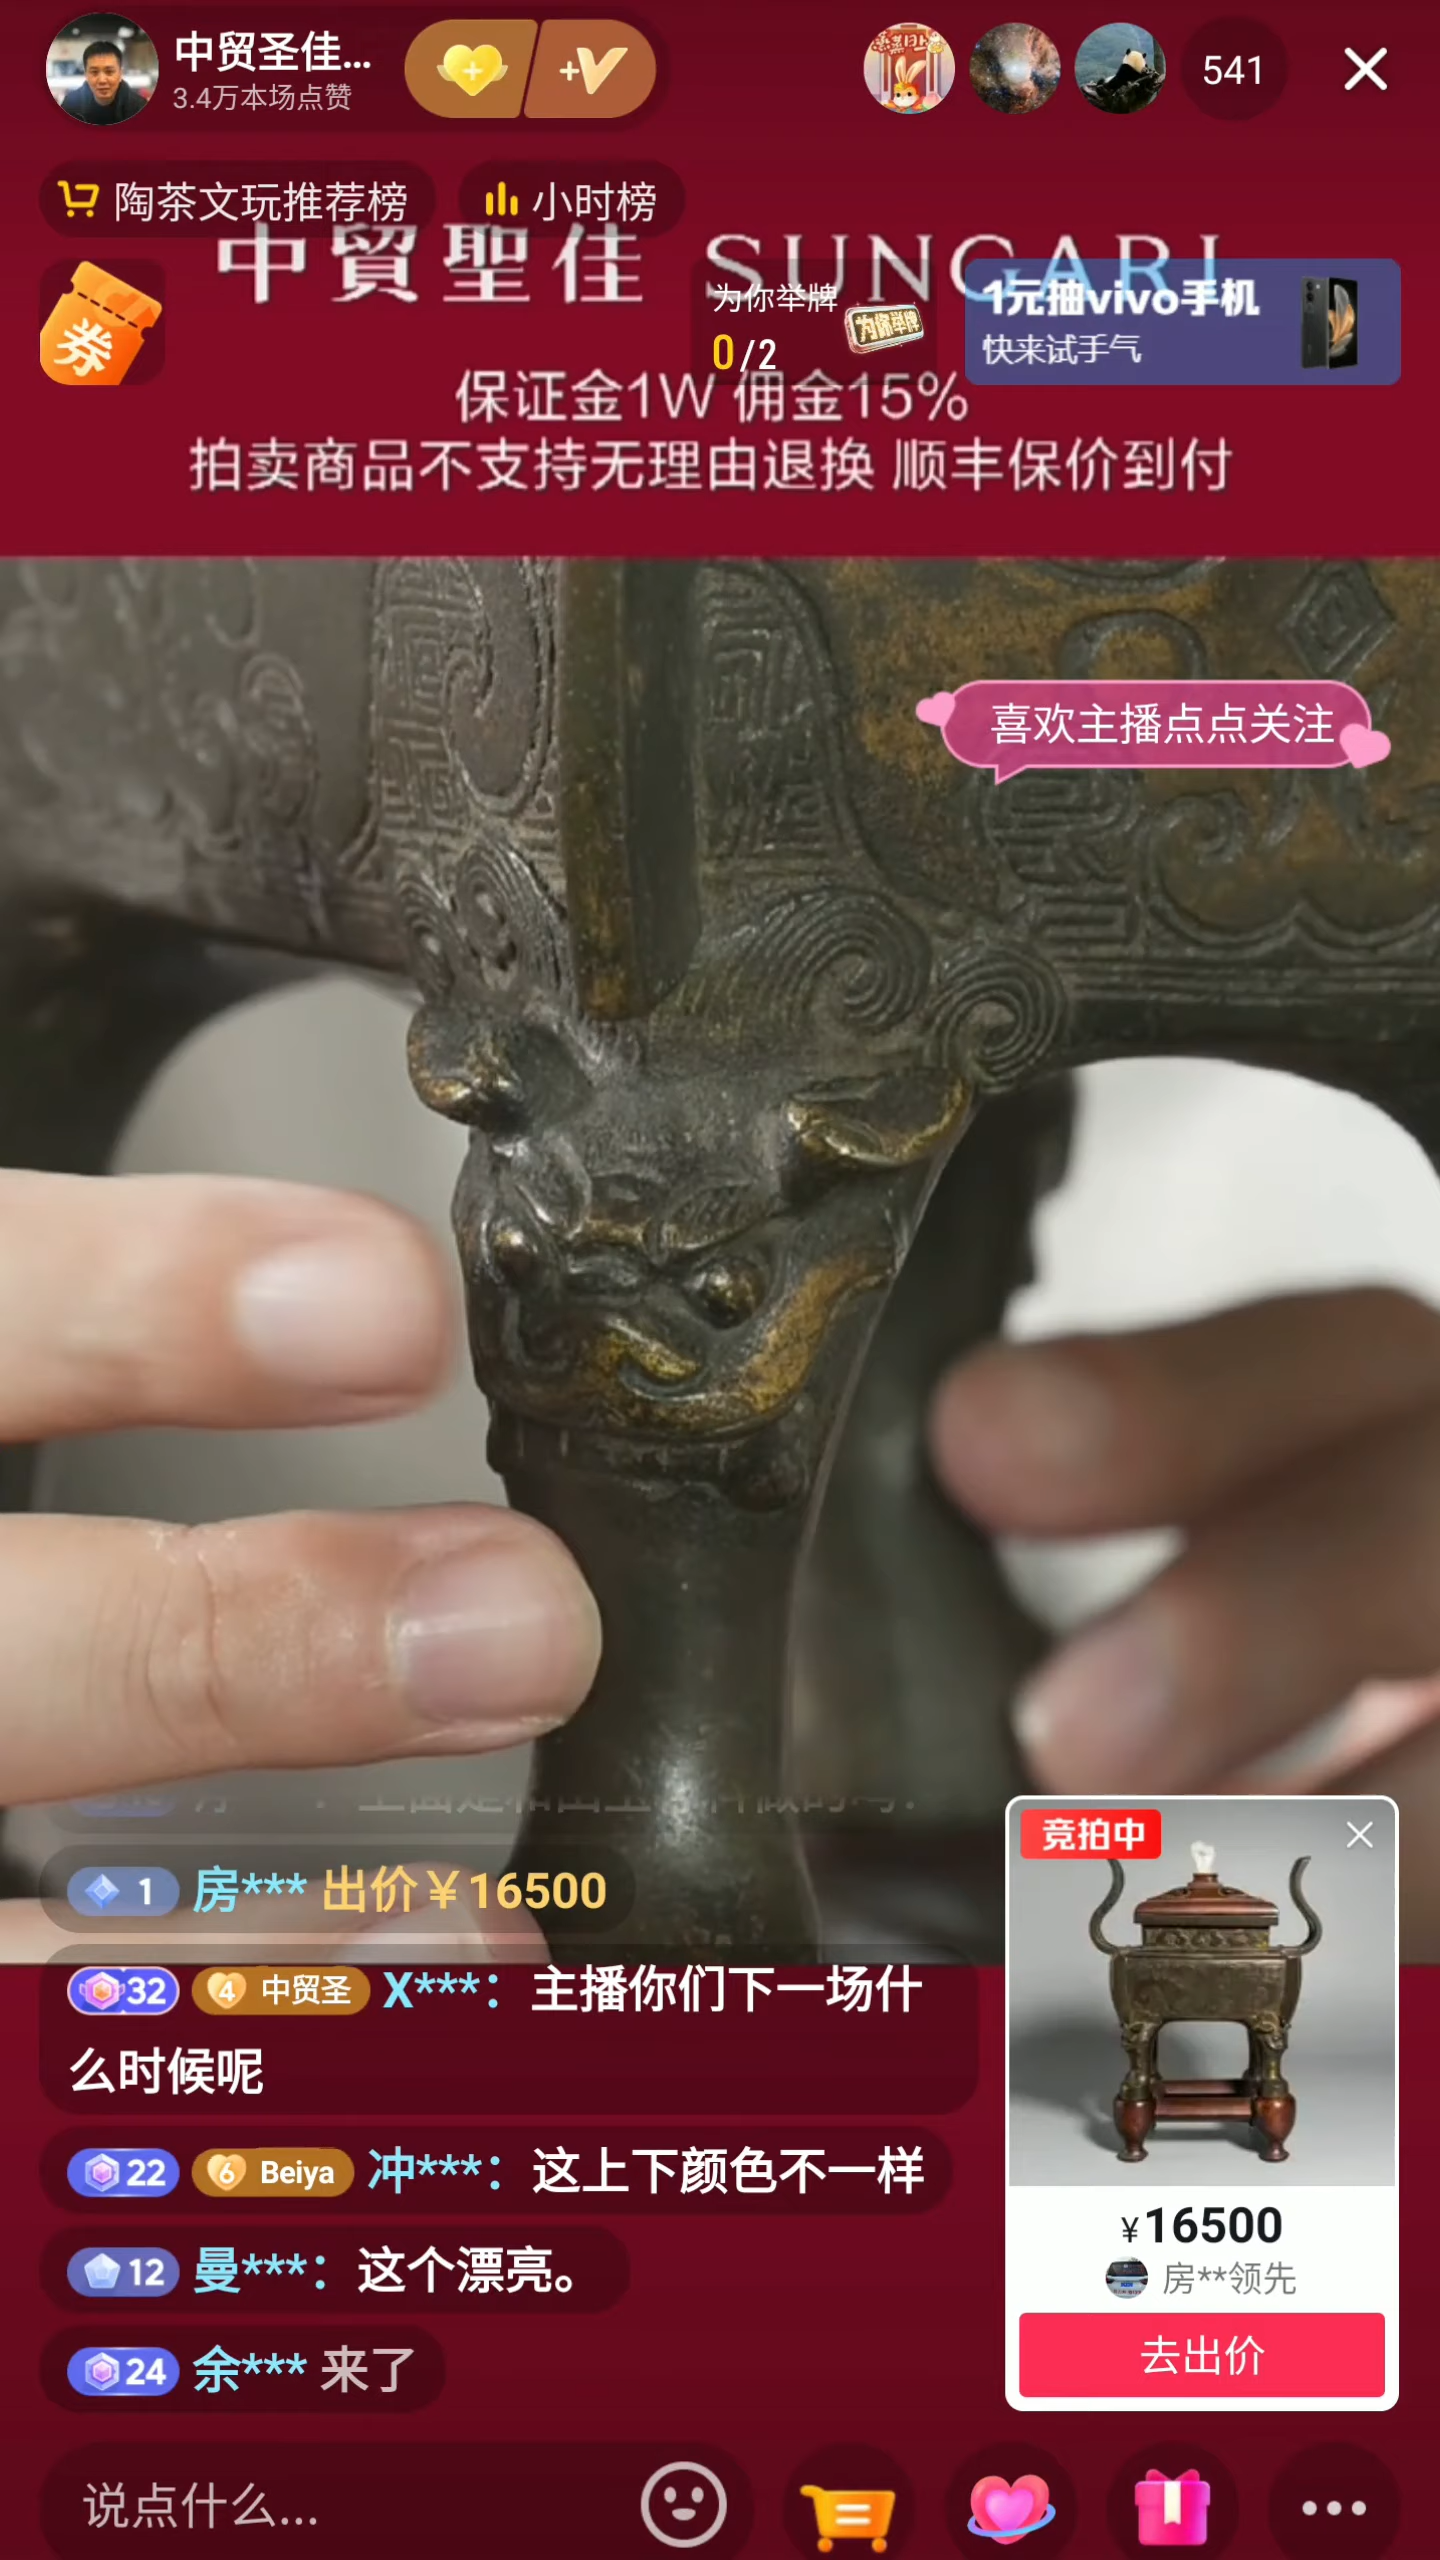 中贸圣佳...
3.4万本场点赞
541
陶茶文玩推荐榜
小时榜
中貿聖佳 SUNGARI
券
为你举牌
0/2
为你举牌
1元抽vivo手机
快来试手气
保证金1W 佣金15%
拍卖商品不支持无理由退换 顺丰保价到付
喜欢主播点点关注
1 房*** 出价￥16500
32 4 中贸圣 X***：主播你们下一场什
么时候呢
22 6 Beiya 冲***：这上下颜色不一样
12 曼***：这个漂亮。
24 余*** 来了
竞拍中
¥16500
房**领先
去出价
说点什么...